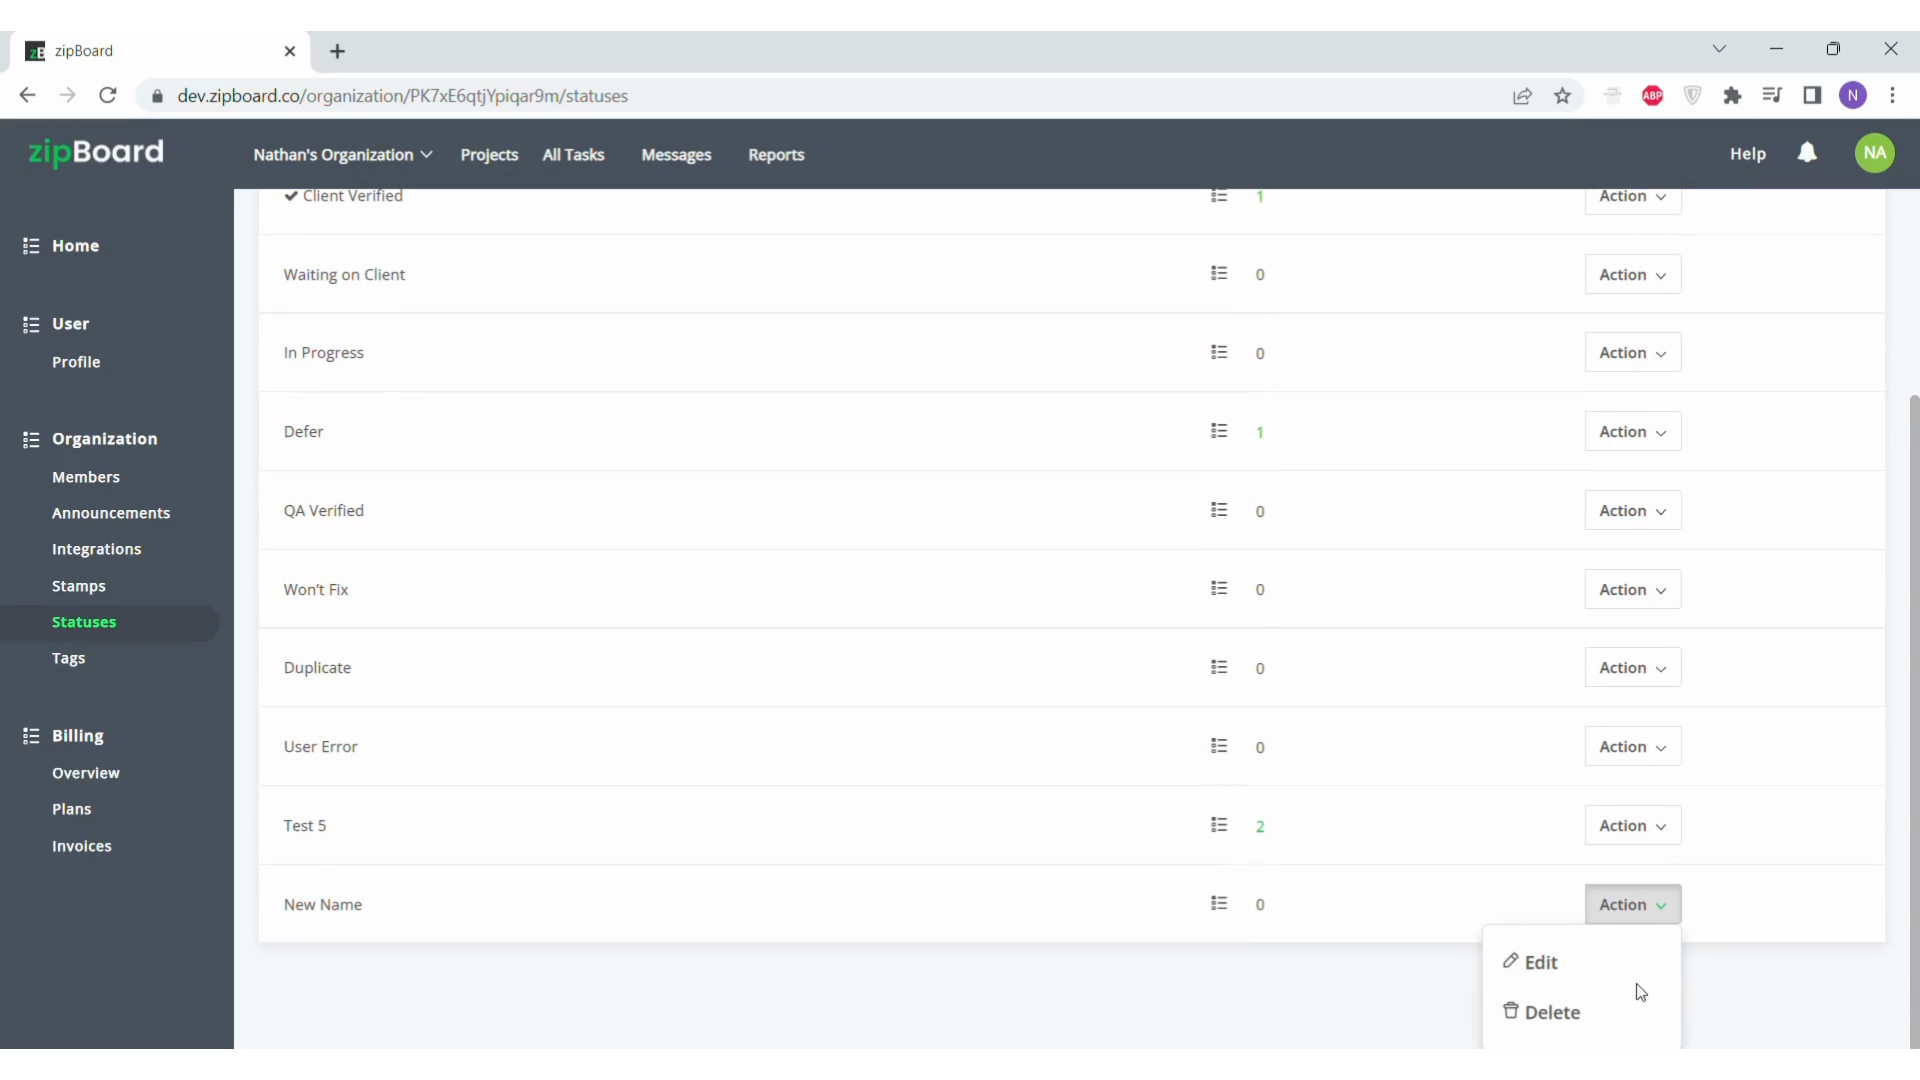 zipBoard
dev.zipboard.co/organization/PK7xE6qtjYpiqar9m/statuses
ABP
N
zipBoard
Nathan's Organization
Projects
All Tasks
Messages
Reports
Help
NA
Home
User
Profile
Organization
Members
Announcements
Integrations
Stamps
Statuses
Tags
Billing
Overview
Plans
Invoices
Client Verified 1 Action
Waiting on Client 0 Action
In Progress 0 Action
Defer 1 Action
QA Verified 0 Action
Won't Fix 0 Action
Duplicate 0 Action
User Error 0 Action
Test 5 2 Action
New Name 0 Action
Edit
Delete